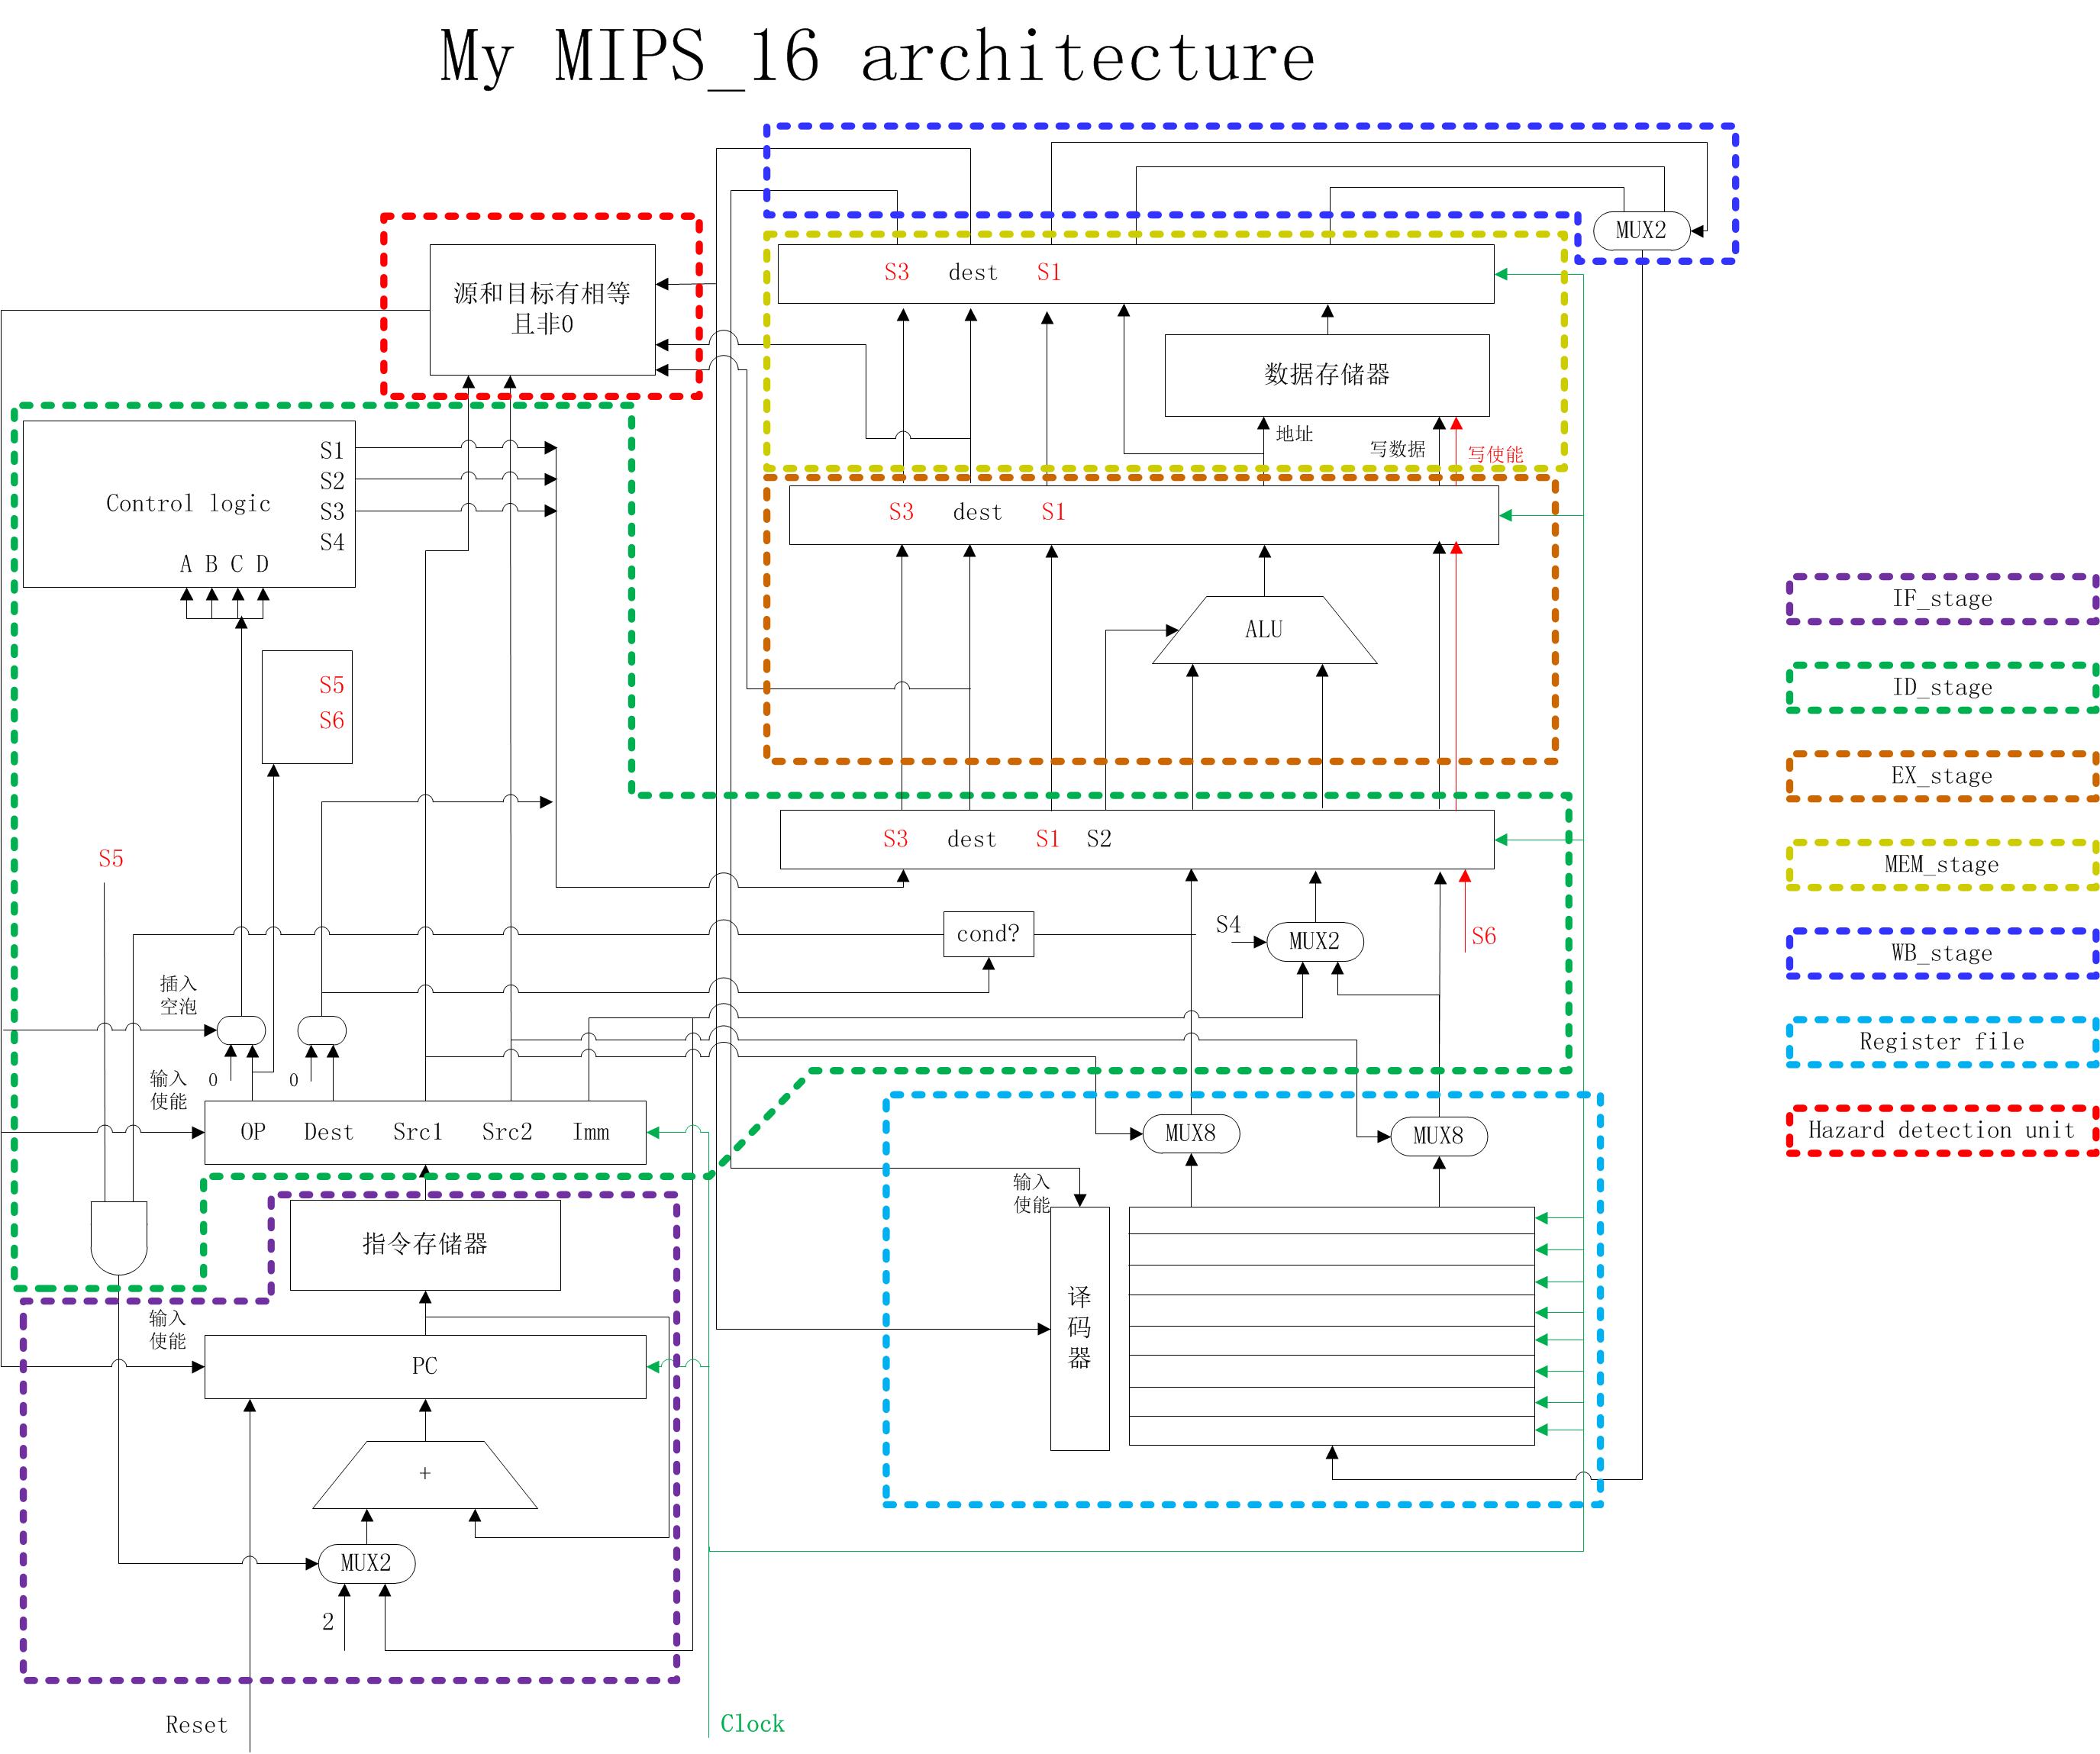 My MIPS_16 architecture
MUX2
S3 dest S1
源和目标有相等
且非0
数据存储器
地址
写数据
写使能
Control logic
S1
S2
S3
S4
A B C D
S3 dest S1
ALU
S5
S6
S3 dest S1 S2
S5
cond?
S4
MUX2
S6
插入
空泡
输入
使能
0
0
OP Dest Src1 Src2 Imm
MUX8
MUX8
输入
使能
译
码
器
指令存储器
输入
使能
PC
+
MUX2
2
Reset
Clock
IF_stage
ID_stage
EX_stage
MEM_stage
WB_stage
Register file
Hazard detection unit